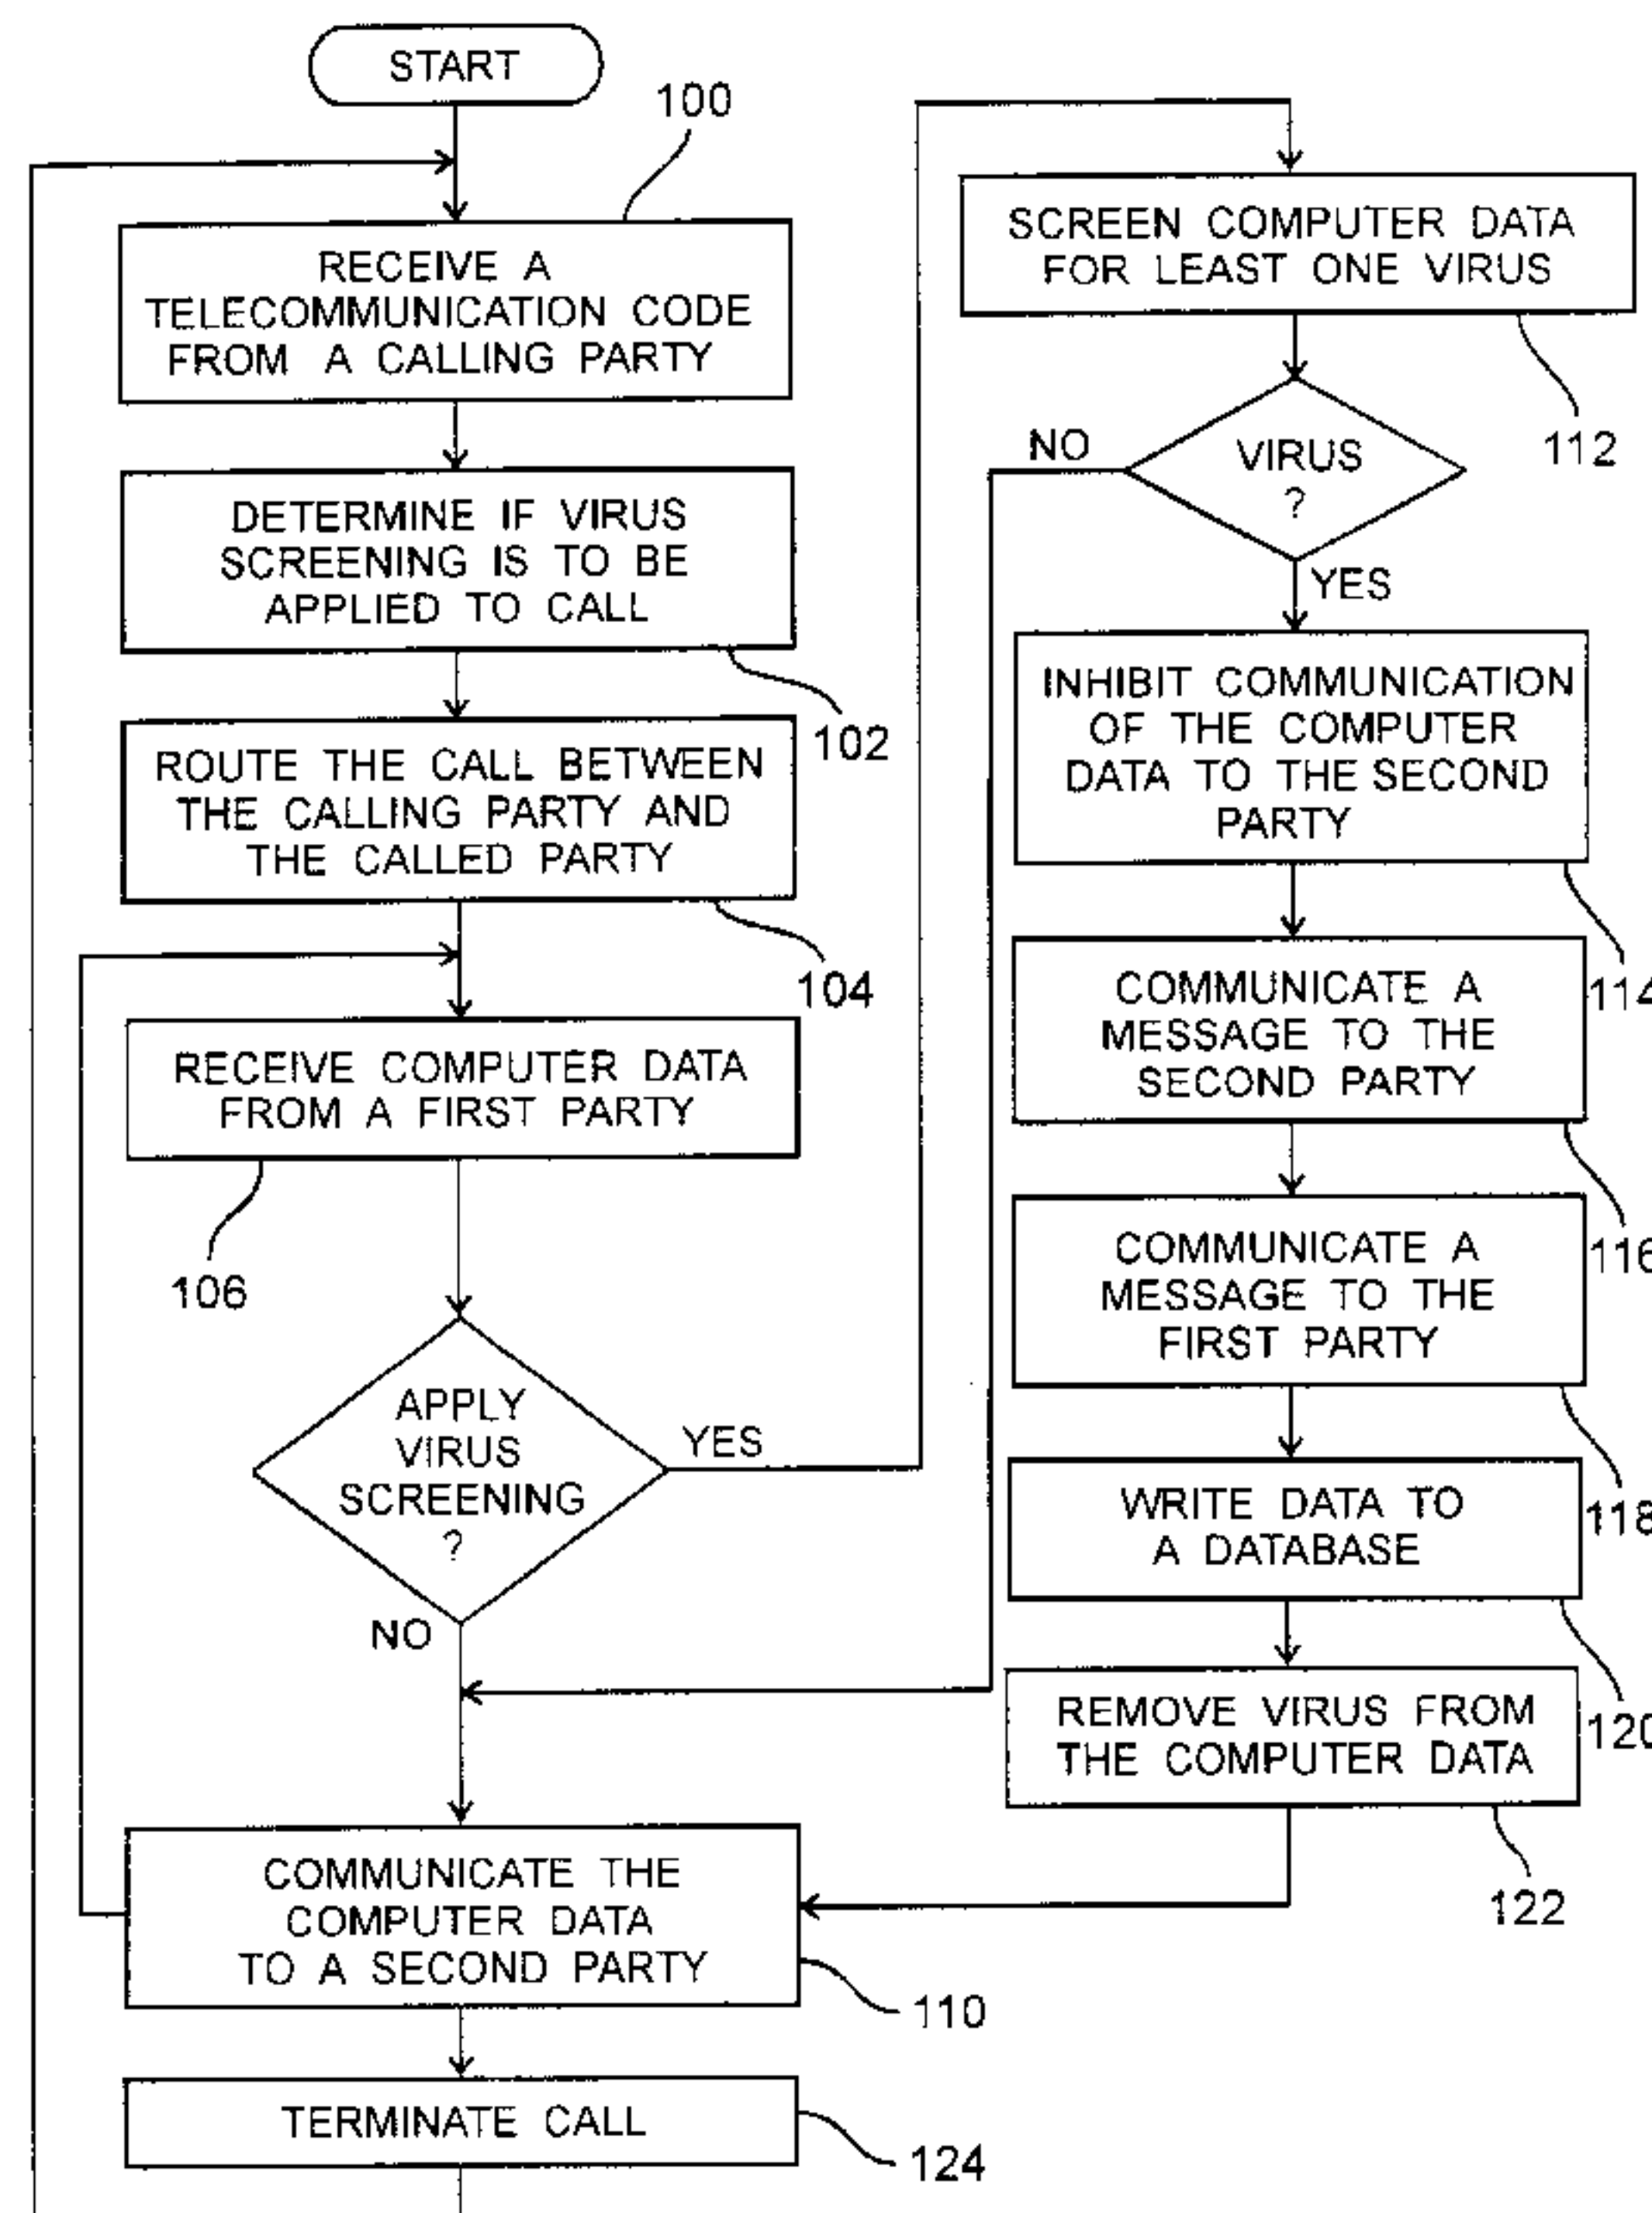 START
100
RECEIVE A
TELECOMMUNICATION CODE
FROM A CALLING PARTY
DETERMINE IF VIRUS
SCREENING IS TO BE
APPLIED TO CALL
102
ROUTE THE CALL BETWEEN
THE CALLING PARTY AND
THE CALLED PARTY
104
RECEIVE COMPUTER DATA
FROM A FIRST PARTY
106
APPLY
VIRUS
SCREENING
?
YES
NO
COMMUNICATE THE
COMPUTER DATA
TO A SECOND PARTY
110
TERMINATE CALL
124
SCREEN COMPUTER DATA
FOR LEAST ONE VIRUS
112
VIRUS
?
NO
YES
INHIBIT COMMUNICATION
OF THE COMPUTER
DATA TO THE SECOND
PARTY
114
COMMUNICATE A
MESSAGE TO THE
SECOND PARTY
116
COMMUNICATE A
MESSAGE TO THE
FIRST PARTY
118
WRITE DATA TO
A DATABASE
120
REMOVE VIRUS FROM
THE COMPUTER DATA
122